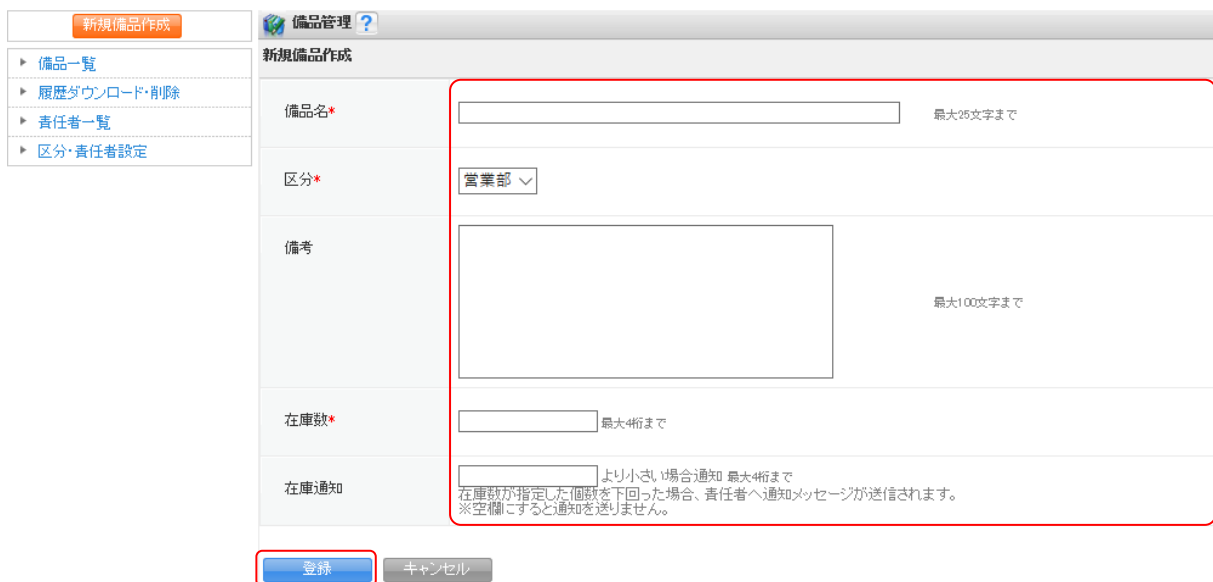 新規備品作成
備品一覧
履歴ダウンロード・削除
責任者一覧
区分・責任者設定
備品管理 ?
新規備品作成
備品名* 最大25文字まで
区分* 営業部
備考
最大100文字まで
在庫数* 最大4桁まで
在庫通知 より小さい場合通知 最大4桁まで
在庫数が指定した個数を下回った場合、責任者へ通知メッセージが送信されます。
※空欄にすると通知を送りません。
登録 キャンセル